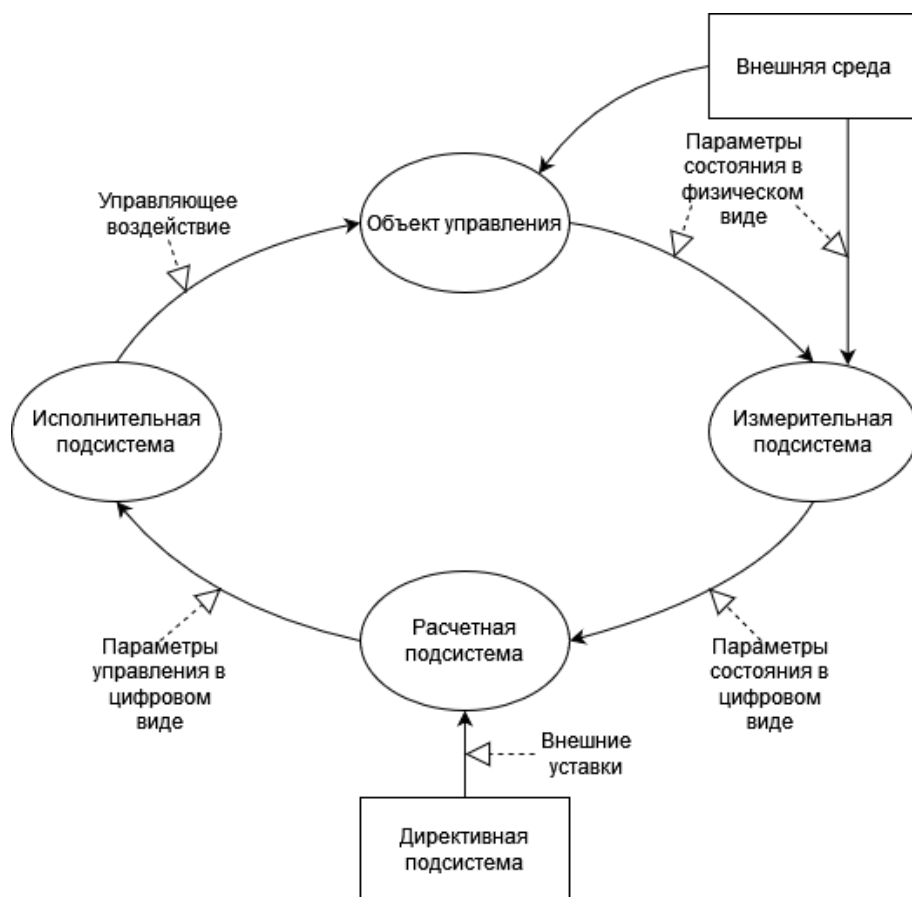 Внешняя среда
Параметры
состояния в
физическом
виде
Управляющее
воздействие
Объект управления
Исполнительная
подсистема
Измерительная
подсистема
Расчетная
подсистема
Параметры
управления в
цифровом
виде
Параметры
состояния в
цифровом
виде
Внешние
уставки
Директивная
подсистема